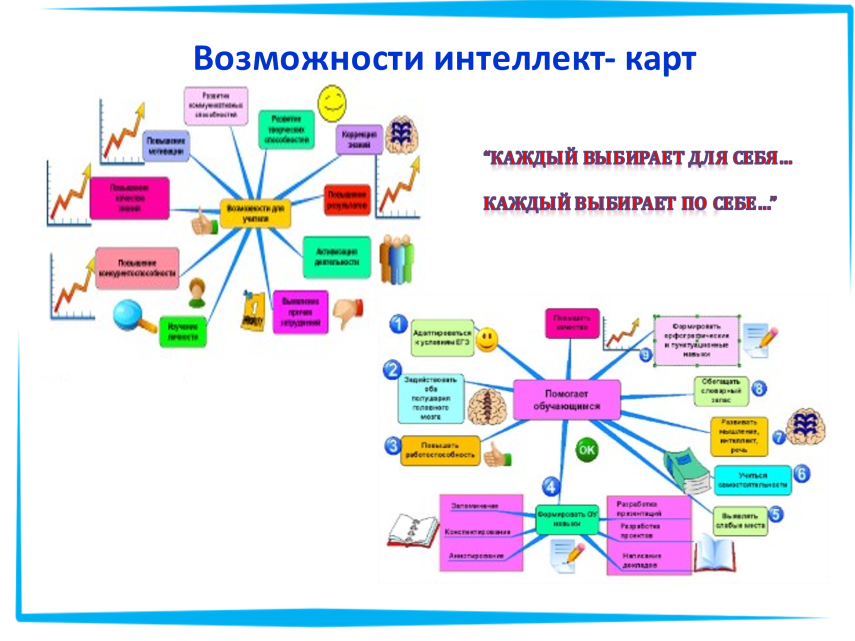 Возможности интеллект- карт
“КАЖДЫЙ ВЫБИРАЕТ ДЛЯ СЕБЯ...
КАЖДЫЙ ВЫБИРАЕТ ПО СЕБЕ...”
Развитие
коммуникативных
способностей
Развитие
творческих
способностей
Повышение
мотивации
Коррекция
знаний
Повышение
качества
знаний
Повышение
результатов
Возможности для
учителя
Активизация
деятельности
Повышение
конкурентоспособности
Выявление
причин
затруднений
Изучение
личности
1
Адаптироваться
к условиям ЕГЭ
Повышать
качество
9
Формировать
орфографические
и пунктуационные
навыки
2
Задействовать
оба
полушария
головного
мозга
Помогает
обучающимся
8
Обогащать
словарный
запас
3
Повышать
работоспособность
7
Развивать
мышление,
интеллект,
речь
OK
6
Учиться
самостоятельности
4
Формировать ОУ
навыки
5
Выявлять
слабые места
Запоминание
Конспектирование
Аннотирование
Разработка
презентаций
Разработка
проектов
Написание
докладов